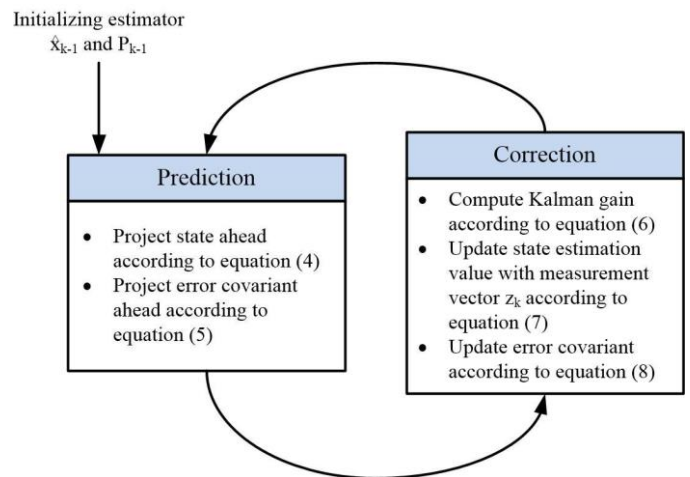 Initializing estimator
x̂k-1 and Pk-1
Prediction
• Project state ahead
according to equation (4)
• Project error covariant
ahead according to
equation (5)
Correction
• Compute Kalman gain
according to equation (6)
• Update state estimation
value with measurement
vector zk according to
equation (7)
• Update error covariant
according to equation (8)